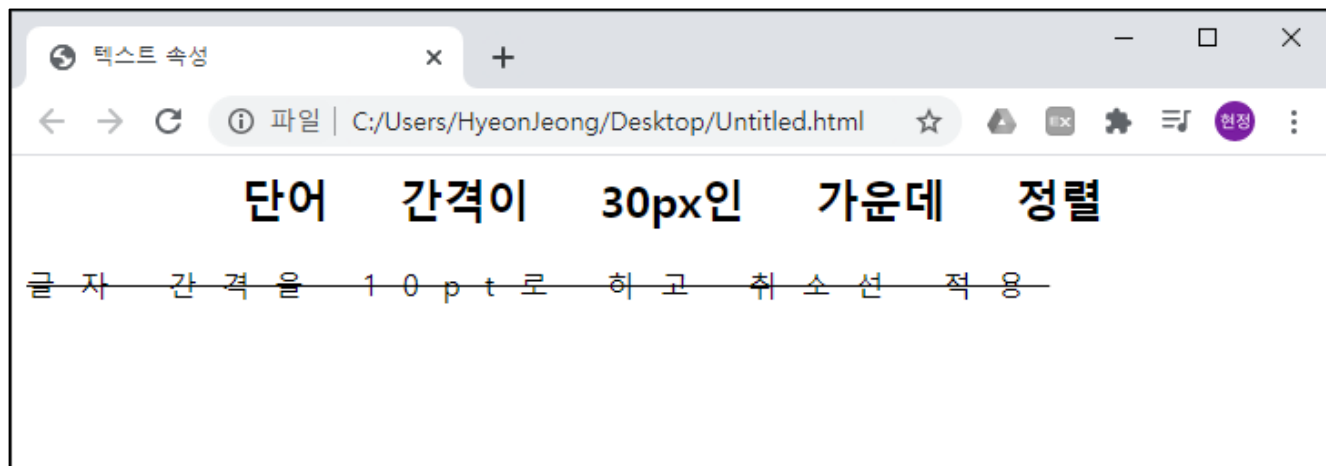 텍스트 속성
파일 C:/Users/HyeonJeong/Desktop/Untitled.html EX 현정
단어 간격이 30px인 가운데 정렬
글자 간격을 10pt로 히고 취소선 적용